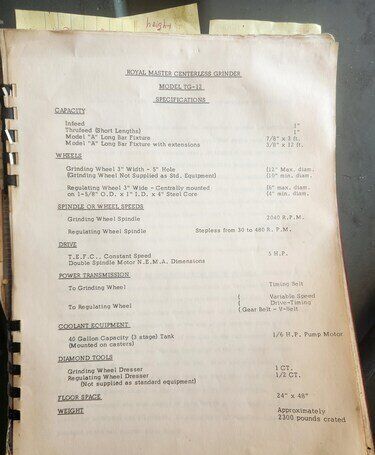 ROYAL MASTER CENTERLESS GRINDER
MODEL TG-12
SPECIFICATIONS
CAPACITY
Infeed 1"
Thrufeed (Short Lengths) 1"
Model "A" Long Bar Fixture 7/8" x 3 ft.
Model "A" Long Bar Fixture with extensions 3/8" x 12 ft.
WHEELS
Grinding Wheel 3" Width - 5" Hole (12" Max. diam.
(Grinding Wheel Not Supplied as Std. Equipment) min. diam.
Regulating Wheel 3" Wide - Centrally mounted (6" max. diam.
on 1-5/8" O.D. x 1" I.D. x 4" Steel Core (4" min. diam.
SPINDLE OR WHEEL SPEEDS
Grinding Wheel Spindle 2040 R.P.M.
Regulating Wheel Spindle Stepless from 30 to 480 R.P.M.
DRIVE
T.E.F.C., Constant Speed 5 H.P.
Double Spindle Motor N.E.M.A. Dimensions
POWER TRANSMISSION
To Grinding Wheel Timing Belt
( Variable Speed
To Regulating Wheel ( Drive-Timing
( Gear Belt - V-Belt
COOLANT EQUIPMENT
40 Gallon Capacity (3 stage) Tank 1/6 H.P. Pump Motor
(Mounted on casters)
DIAMOND TOOLS
Grinding Wheel Dresser 1 CT.
Regulating Wheel Dresser 1/2 CT.
(Not supplied as standard equipment)
FLOOR SPACE 24" x 48"
WEIGHT Approximately
2300 pounds crated